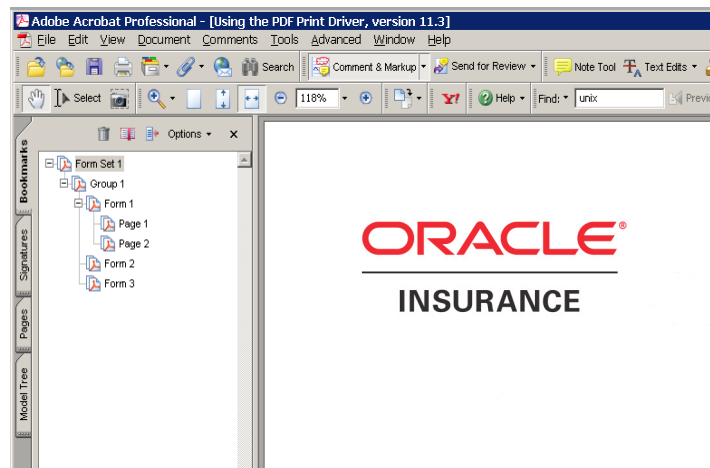 Adobe Acrobat Professional - [Using the PDF Print Driver, version 11.3]
File Edit View Document Comments Tools Advanced Window Help
Search Comment & Markup Send for Review Note Tool Text Edits
Select 118% Y! Help Find: unix Previ
Options x
Bookmarks
Signatures
Pages
Model Tree
Form Set 1
Group 1
Form 1
Page 1
Page 2
Form 2
Form 3
ORACLE®
INSURANCE